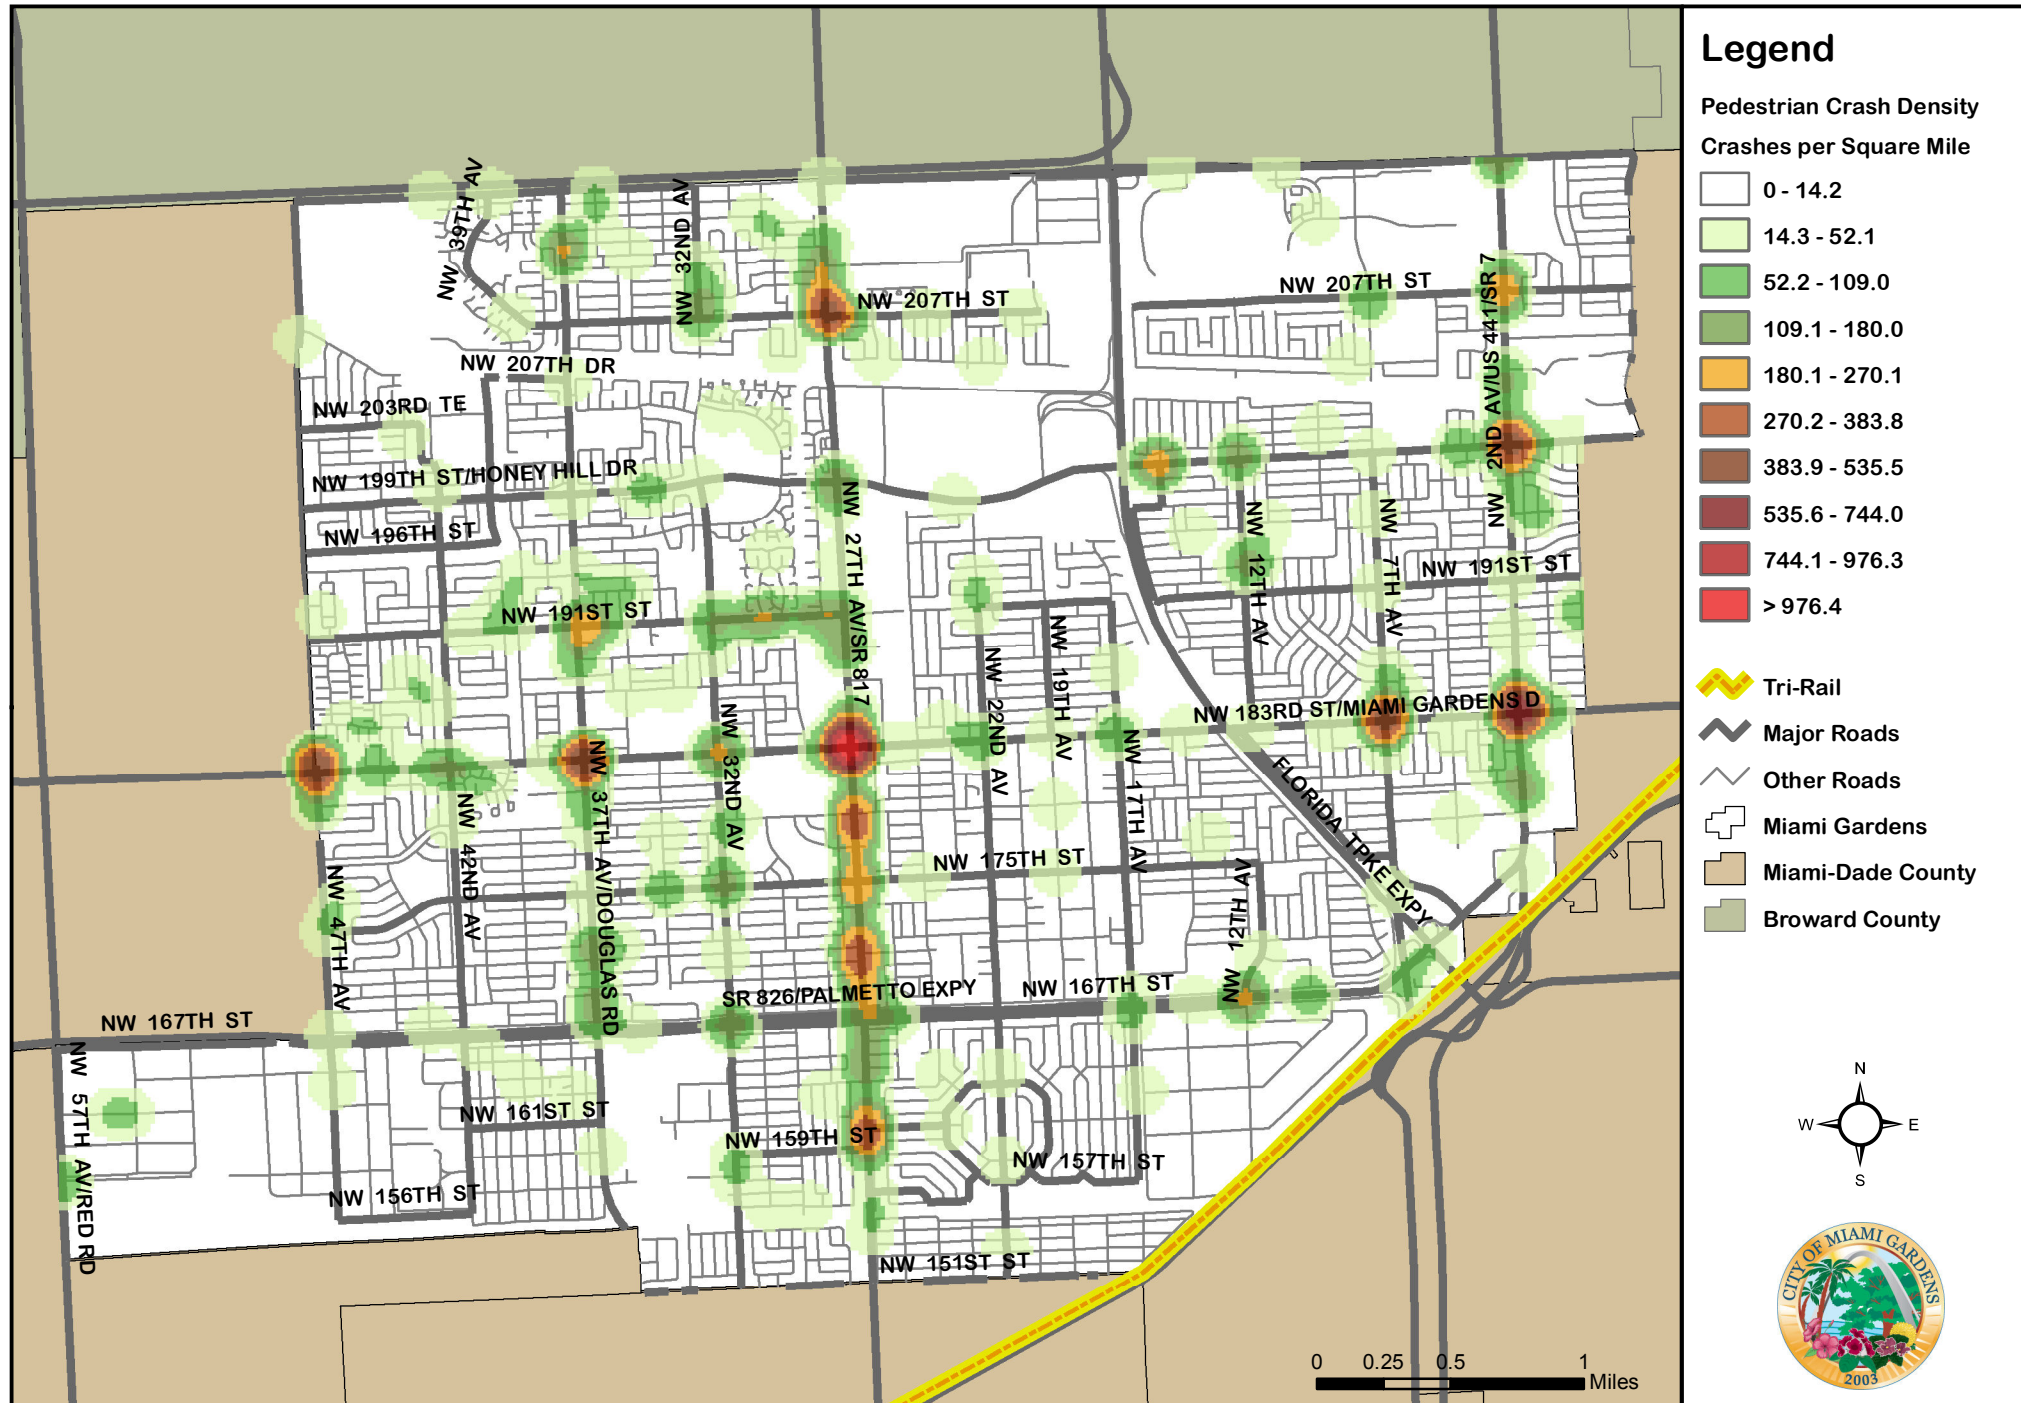 Legend
Pedestrian Crash Density
Crashes per Square Mile
0 - 14.2
14.3 - 52.1
52.2 - 109.0
109.1 - 180.0
180.1 - 270.1
270.2 - 383.8
383.9 - 535.5
535.6 - 744.0
744.1 - 976.3
> 976.4
Tri-Rail
Major Roads
Other Roads
Miami Gardens
Miami-Dade County
Broward County
N
W
E
S
CITY OF MIAMI GARDENS
2003
0
0.25
0.5
1
Miles
NW 39TH AV
NW 32ND AV
NW 207TH ST
NW 207TH ST
NW 2ND AV/US 441/SR 7
NW 207TH DR
NW 203RD TE
NW 199TH ST/HONEY HILL DR
NW 196TH ST
NW 27TH AV/SR 817
NW 12TH AV
NW 7TH AV
NW 191ST ST
NW 191ST ST
NW 19TH AV
NW 22ND AV
NW 183RD ST/MIAMI GARDENS D
NW 32ND AV
NW 37TH AV/DOUGLAS RD
NW 17TH AV
FLORIDA TPKE EXPY
NW 42ND AV
NW 175TH ST
NW 47TH AV
NW 12TH AV
SR 826/PALMETTO EXPY
NW 167TH ST
NW 167TH ST
NW 57TH AV/RED RD
NW 161ST ST
NW 159TH ST
NW 157TH ST
NW 156TH ST
NW 151ST ST